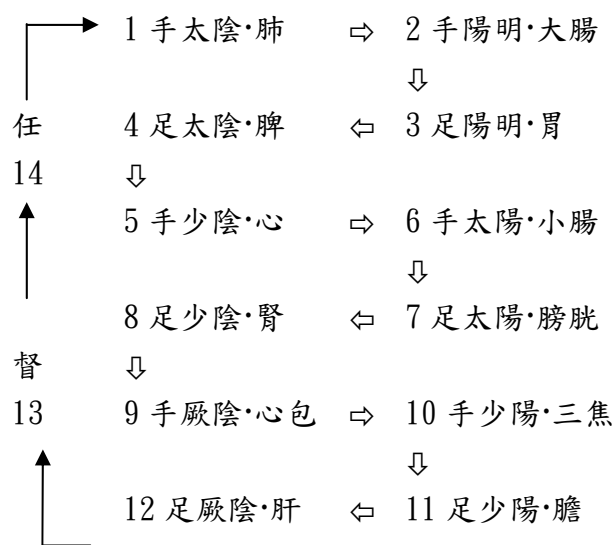 1 手太陰·肺 ⇨ 2 手陽明·大腸
⇩
任 4 足太陰·脾 ⇦ 3 足陽明·胃
14 ⇩
5 手少陰·心 ⇨ 6 手太陽·小腸
⇩
8 足少陰·腎 ⇦ 7 足太陽·膀胱
督 ⇩
13 9 手厥陰·心包 ⇨ 10 手少陽·三焦
⇩
12 足厥陰·肝 ⇦ 11 足少陽·膽